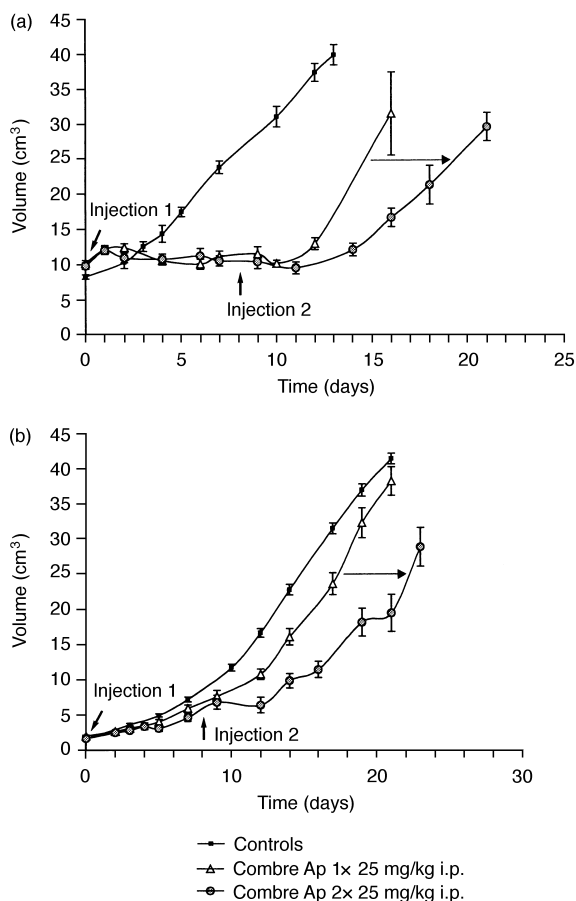 (a)
45
40
35
30
25
20
15
10
5
0
Volume (cm³)
Injection 1
Injection 2
0 5 10 15 20 25
Time (days)
(b)
45
40
35
30
25
20
15
10
5
0
Volume (cm³)
Injection 1
Injection 2
0 10 20 30
Time (days)
Controls
Combre Ap 1× 25 mg/kg i.p.
Combre Ap 2× 25 mg/kg i.p.